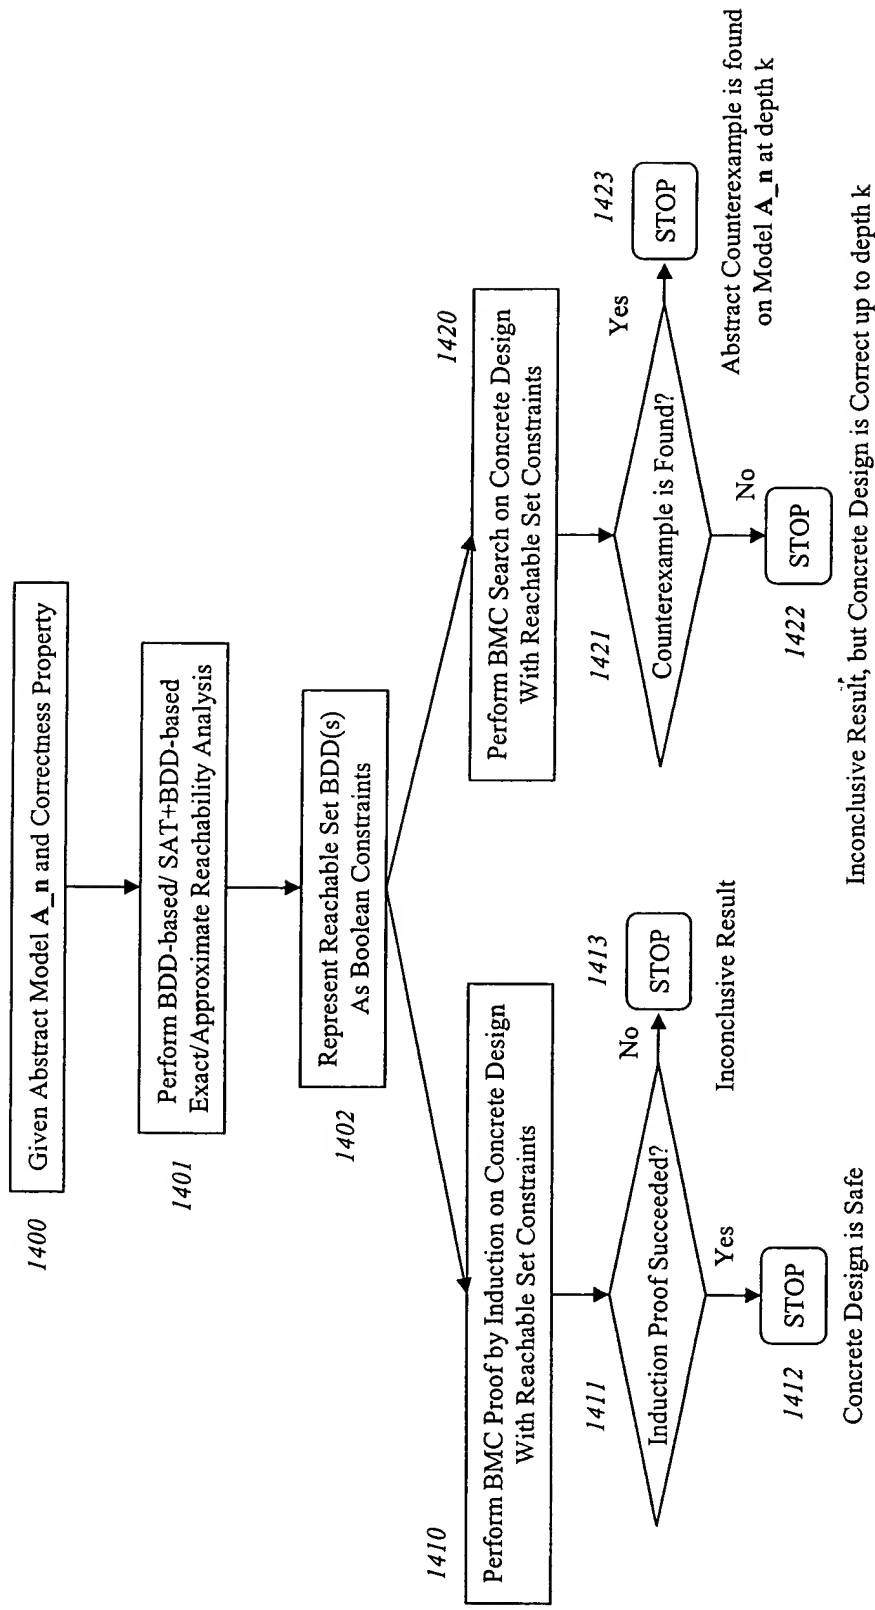 1400
Given Abstract Model A_n and Correctness Property
1401
Perform BDD-based/ SAT+BDD-based
Exact/Approximate Reachability Analysis
1402
Represent Reachable Set BDD(s)
As Boolean Constraints
1410
Perform BMC Proof by Induction on Concrete Design
With Reachable Set Constraints
1411
Induction Proof Succeeded?
No
1413
STOP
Inconclusive Result
Yes
1412
STOP
Concrete Design is Safe
1420
Perform BMC Search on Concrete Design
With Reachable Set Constraints
1421
Counterexample is Found?
Yes
1423
STOP
Abstract Counterexample is found
on Model A_n at depth k
No
1422
STOP
Inconclusive Result, but Concrete Design is Correct up to depth k